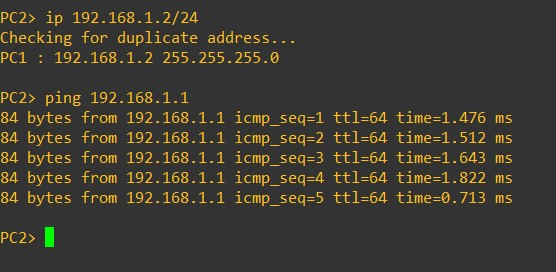 PC2> ip 192.168.1.2/24
Checking for duplicate address...
PC1 : 192.168.1.2 255.255.255.0
PC2> ping 192.168.1.1
84 bytes from 192.168.1.1 icmp_seq=1 ttl=64 time=1.476 ms
84 bytes from 192.168.1.1 icmp_seq=2 ttl=64 time=1.512 ms
84 bytes from 192.168.1.1 icmp_seq=3 ttl=64 time=1.643 ms
84 bytes from 192.168.1.1 icmp_seq=4 ttl=64 time=1.822 ms
84 bytes from 192.168.1.1 icmp_seq=5 ttl=64 time=0.713 ms
PC2>